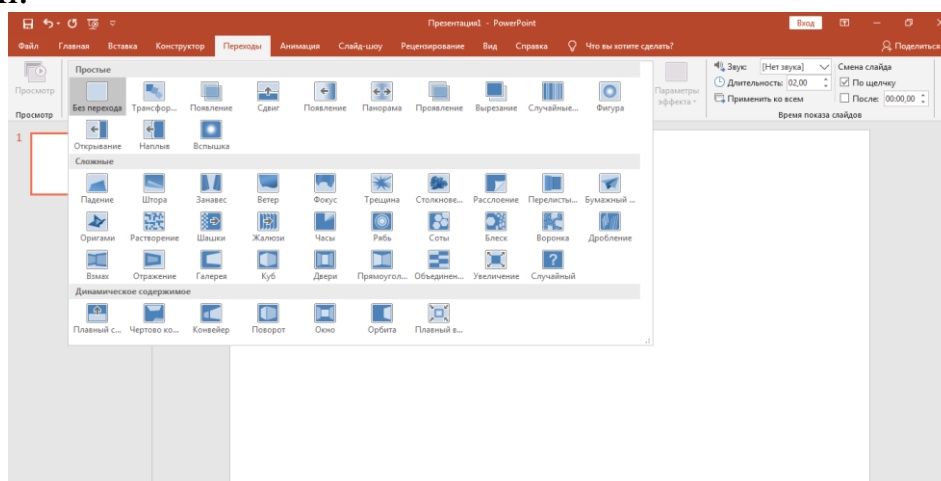 Презентация1 - PowerPoint
Вход
Файл Главная Вставка Конструктор Переходы Анимация Слайд-шоу Рецензирование Вид Справка Что вы хотите сделать? Поделиться
Просмотр
Просмотр
Простые
Без перехода Трансфор... Появление Сдвиг Появление Панорама Проявление Вырезание Случайные... Фигура
Открывание Наплыв Вспышка
Сложные
Падение Штора Занавес Ветер Фокус Трещина Столкнове... Расслоение Перелисты... Бумажный ...
Оригами Растворение Шашки Жалюзи Часы Рябь Соты Блеск Воронка Дробление
Взмах Отражение Галерея Куб Двери Прямоугол... Объединен... Увеличение Случайный
Динамическое содержимое
Плавный с... Чертово ко... Конвейер Поворот Окно Орбита Плавный в...
Параметры
эффекта
Звук: [Нет звука]
Длительность: 02,00
Применить ко всем
Смена слайда
По щелчку
После: 00:00,00
Время показа слайдов
1